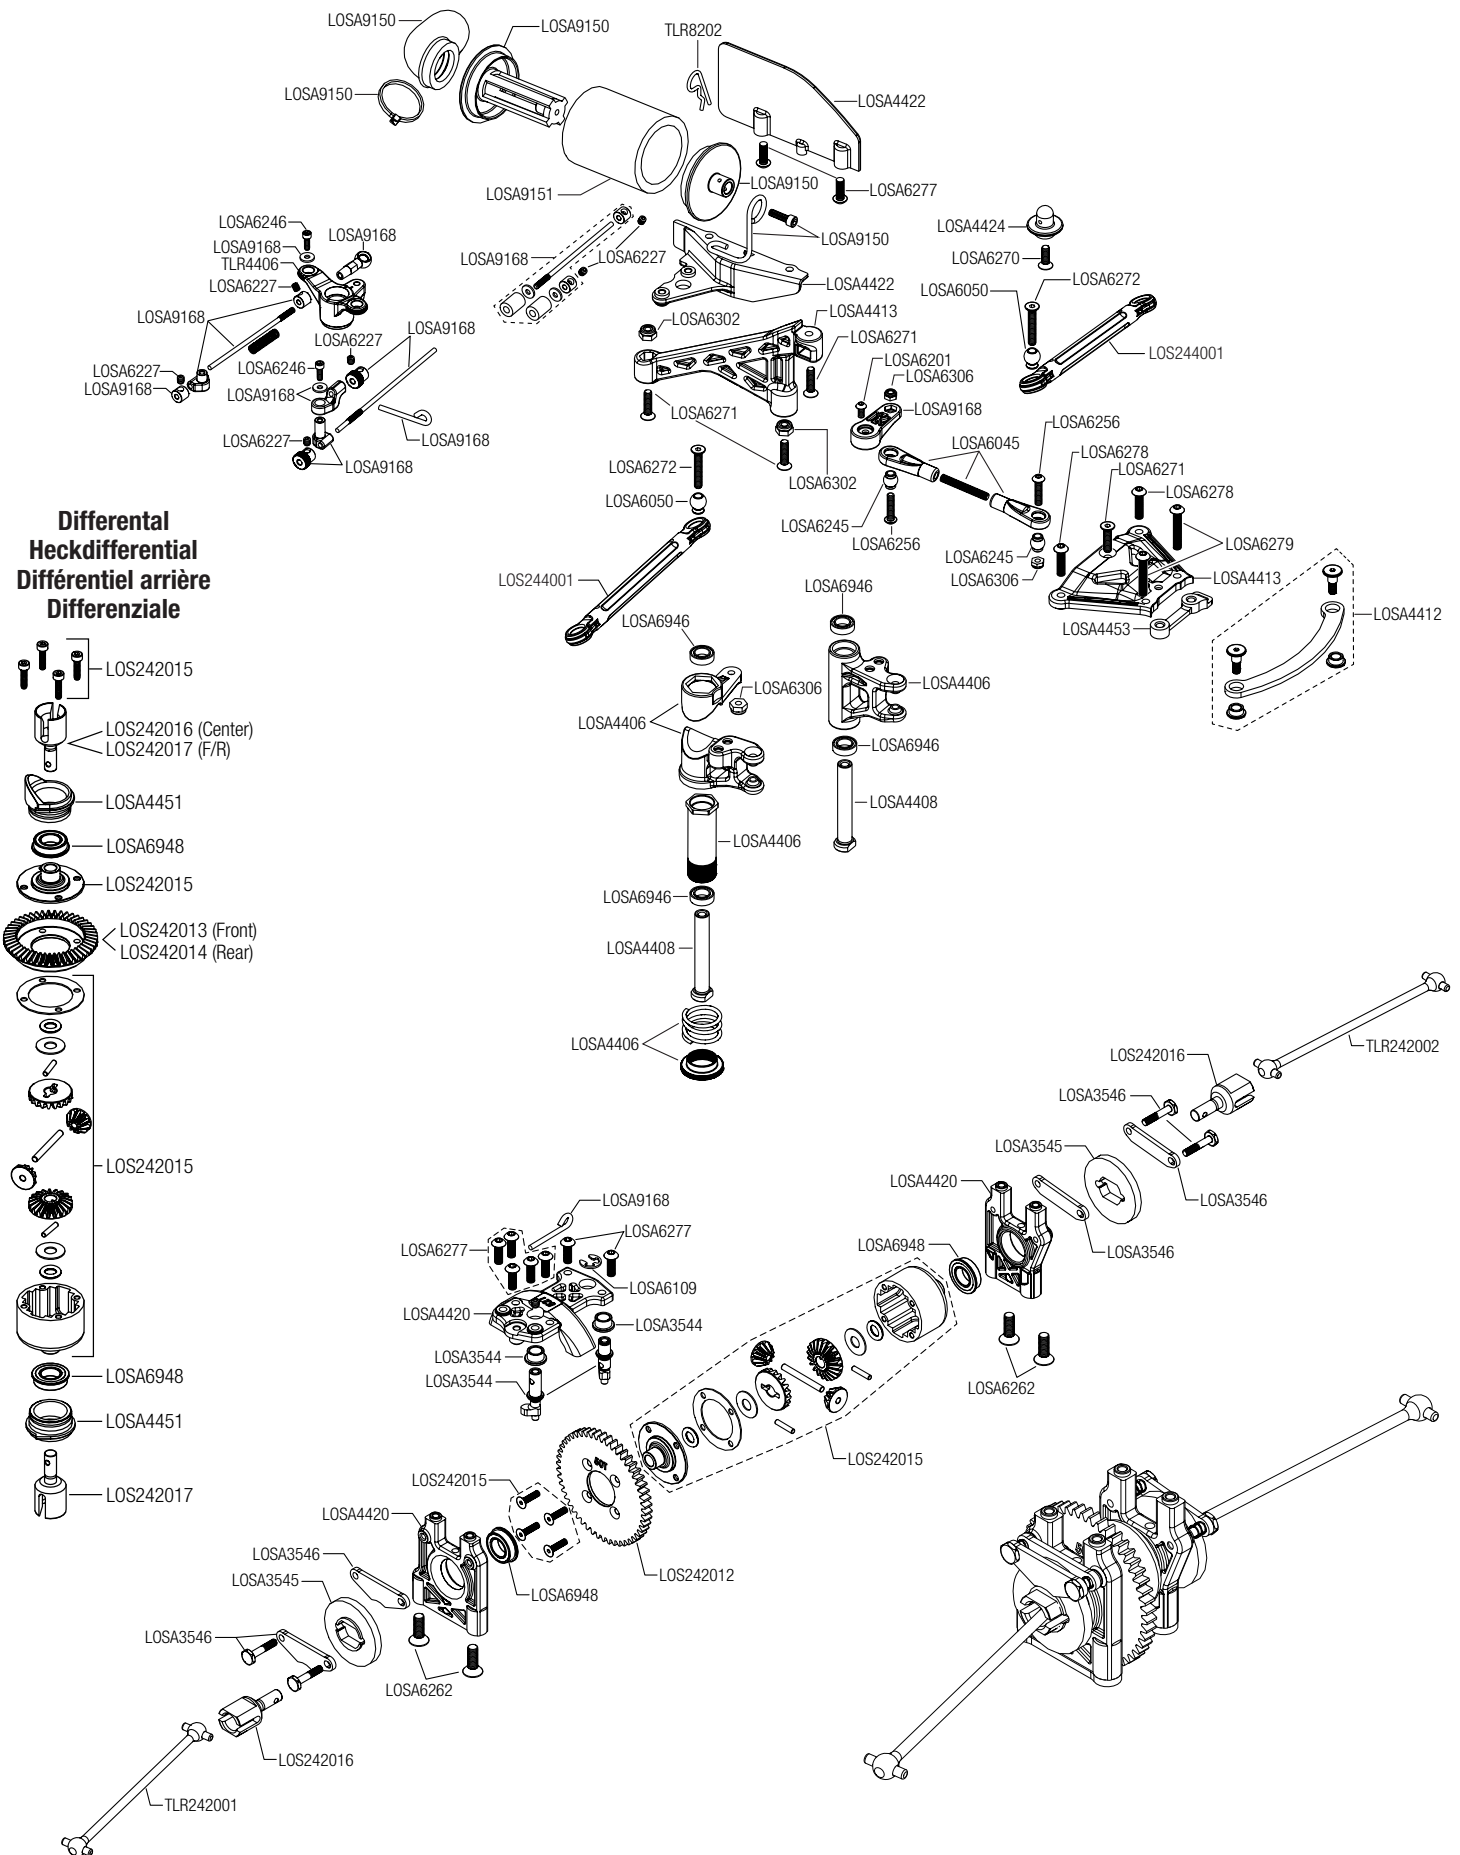 LOSA9150
LOSA9150
TLR8202
LOSA9150
LOSA4422
LOSA9151
LOSA9150
LOSA6277
LOSA6246
LOSA9168
LOSA9168
TLR4406
LOSA6227
LOSA4424
LOSA9150
LOSA9168
LOSA6227
LOSA6270
LOSA6272
LOSA4422
LOSA6050
LOSA9168
LOSA6227
LOSA9168
LOSA6302
LOSA4413
LOSA6271
LOS244001
LOSA6201
LOSA6306
LOSA6227
LOSA6246
LOSA9168
LOSA9168
LOSA6271
LOSA9168
LOSA6227
LOSA9168
LOSA9168
LOSA6045
LOSA6256
LOSA6278
LOSA6272
LOSA6302
LOSA6271
LOSA6278
LOSA6050
LOSA6245
LOSA6256
LOSA6245
LOSA6279
LOSA6306
LOSA4413
Differental
Heckdifferential
Différentiel arrière
Differenziale
LOS244001
LOSA6946
LOSA6946
LOSA4453
LOSA4412
LOS242015
LOSA6306
LOSA4406
LOSA4406
LOS242016 (Center)
LOS242017 (F/R)
LOSA6946
LOSA4451
LOSA4408
LOSA6948
LOSA4406
LOS242015
LOSA6946
LOS242013 (Front)
LOS242014 (Rear)
LOSA4408
LOSA4406
TLR242002
LOS242016
LOSA3546
LOSA3545
LOS242015
LOSA4420
LOSA3546
LOSA9168
LOSA6277
LOSA6277
LOSA6948
LOSA3546
LOSA6109
LOSA4420
LOSA3544
LOSA3544
LOSA3544
LOSA6948
LOSA6262
LOSA4451
LOS242015
50T
LOS242015
LOS242017
LOSA4420
LOSA3546
LOSA3545
LOS242012
LOSA6948
LOSA3546
LOSA6262
LOS242016
TLR242001